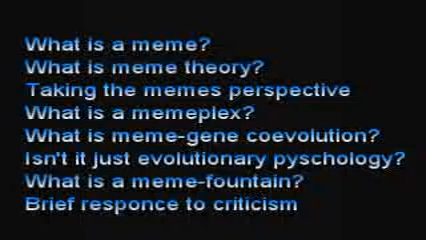 What is a meme?
What is meme theory?
Taking the memes perspective
What is a memeplex?
What is meme-gene coevolution?
Isn't it just evolutionary pyschology?
What is a meme-fountain?
Brief responce to criticism